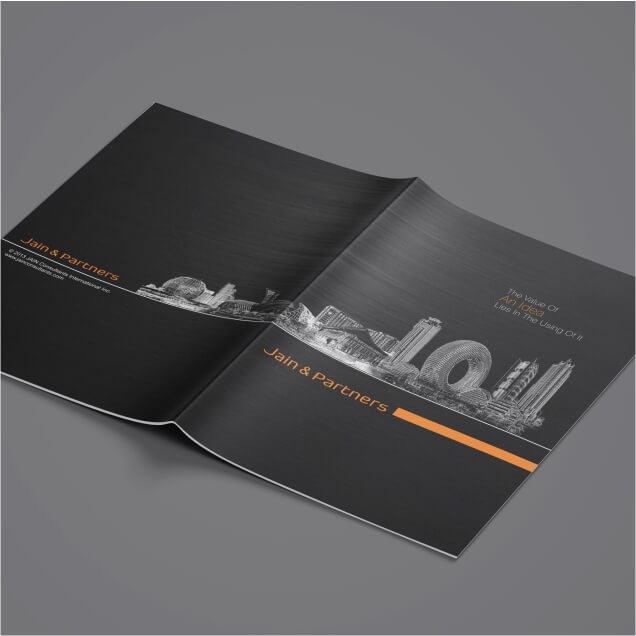 Jain & Partners
© 2013 JAIN Consultants International Inc.
www.jainconsultants.com
The Value Of
An Idea
Lies In The Using Of It
Jain & Partners